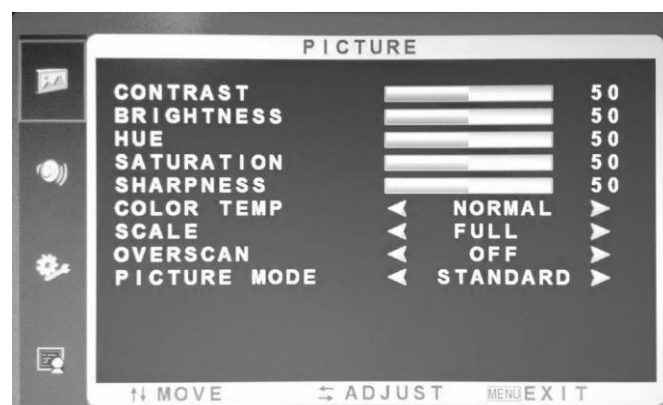 PICTURE
CONTRAST 50
BRIGHTNESS 50
HUE 50
SATURATION 50
SHARPNESS 50
COLOR TEMP NORMAL
SCALE FULL
OVERSCAN OFF
PICTURE MODE STANDARD
MOVE ADJUST MENU EXIT